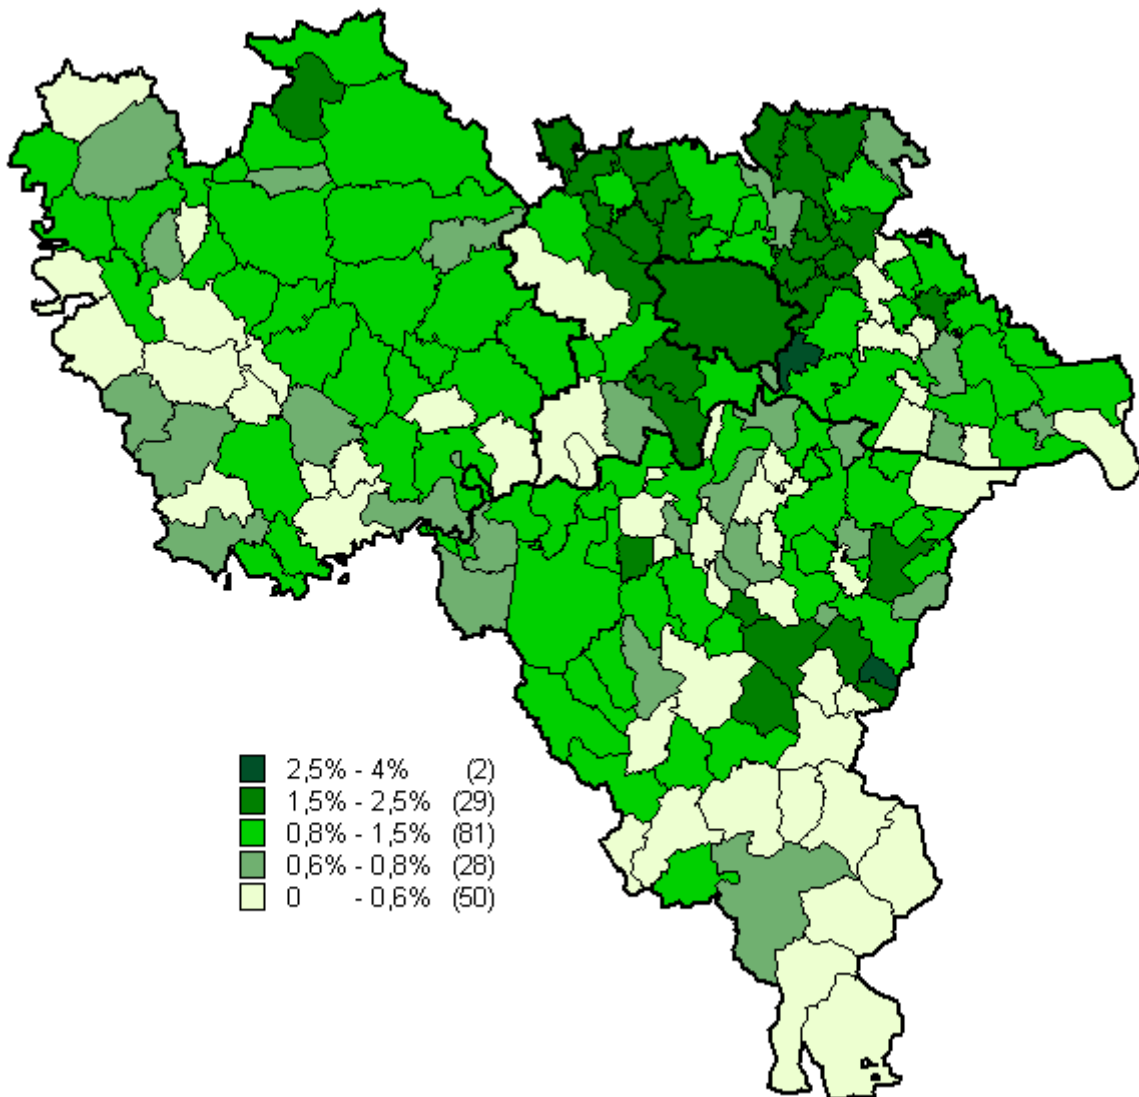 2,5% - 4% (2)
1,5% - 2,5% (29)
0,8% - 1,5% (81)
0,6% - 0,8% (28)
0 - 0,6% (50)